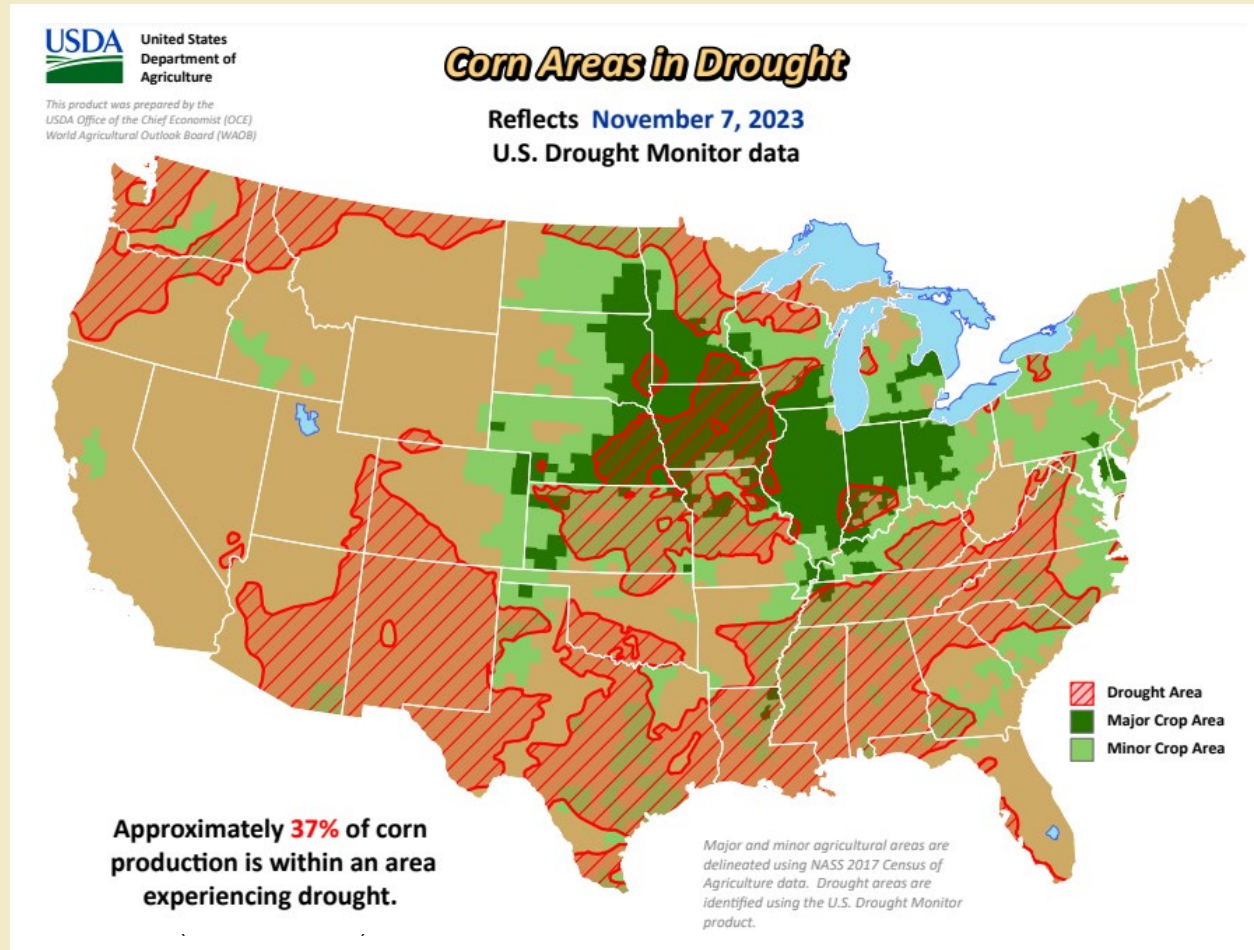 USDA
United States
Department of
Agriculture
This product was prepared by the
USDA Office of the Chief Economist (OCE)
World Agricultural Outlook Board (WAOB)
Corn Areas in Drought
Reflects November 7, 2023
U.S. Drought Monitor data
Drought Area
Major Crop Area
Minor Crop Area
Approximately 37% of corn
production is within an area
experiencing drought.
Major and minor agricultural areas are
delineated using NASS 2017 Census of
Agriculture data. Drought areas are
identified using the U.S. Drought Monitor
product.